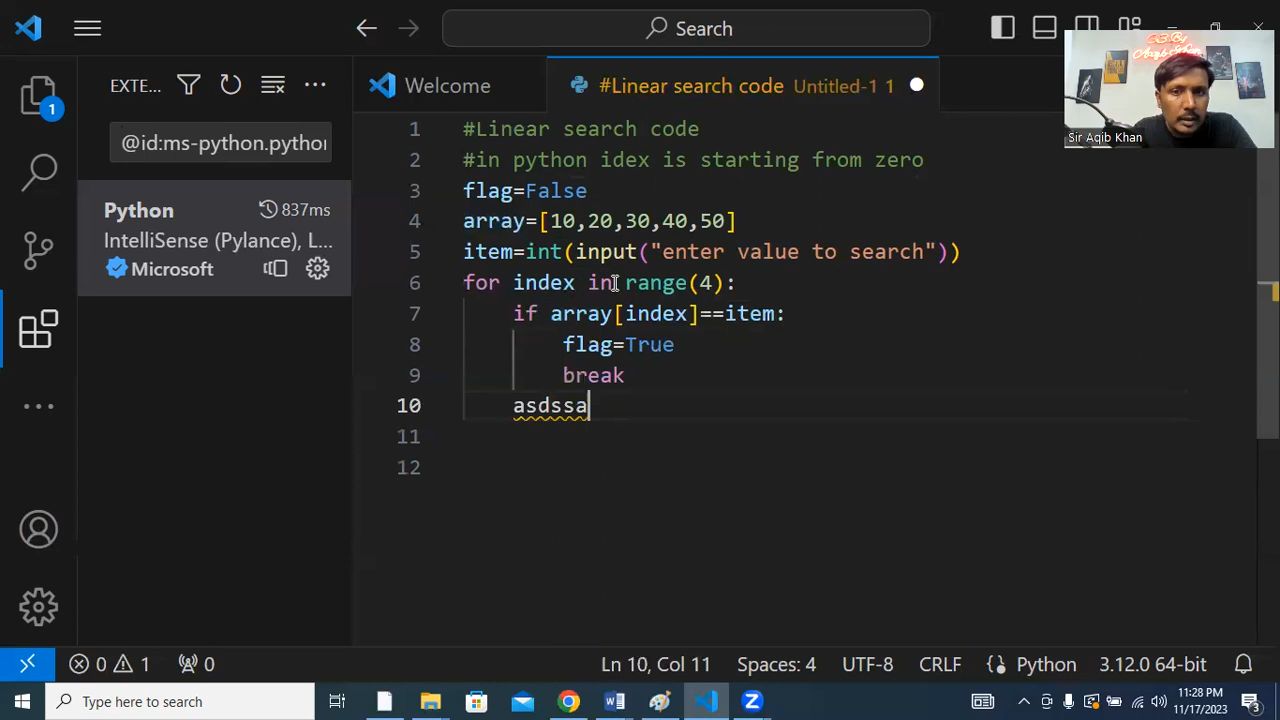 Search
EXTE...
Welcome
#Linear search code Untitled-1 1
@id:ms-python.pytho
Python 837ms
IntelliSense (Pylance), L...
Microsoft
1
1 #Linear search code
2 #in python idex is starting from zero
3 flag=False
4 array=[10,20,30,40,50]
5 item=int(input("enter value to search"))
6 for index in range(4):
7 if array[index]==item:
8 flag=True
9 break
10 asdssa
11
12
Sir Aqib Khan
0 1 0
Ln 10, Col 11 Spaces: 4 UTF-8 CRLF Python 3.12.0 64-bit
Type here to search
11:28 PM
11/17/2023
3